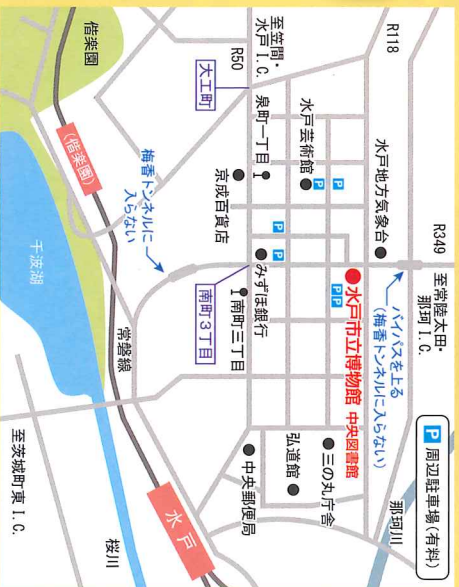 偕楽園
(偕楽園)
千波湖
至笠間・
水戸I.C.
R50
大工町
泉町一丁目
水戸芸術館
京成百貨店
R118
水戸地方気象台
R349
至常陸太田・
那珂I.C.
梅香トンネルに
入らない
バイパスを上る
(梅香トンネルに入らない)
みずほ銀行
南町3丁目
南町三丁目
水戸市立博物館 中央図書館
P
P
P
P
P
P
P 周辺駐車場(有料)
常磐線
三の丸庁舎
弘道館
中央郵便局
那珂川
水戸
桜川
至茨城町東I.C.